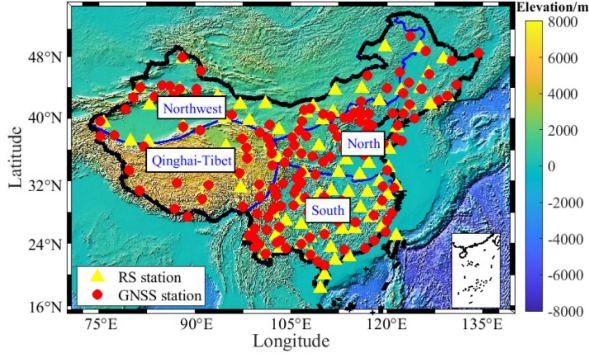 Elevation/m
8000
6000
4000
2000
0
-2000
-4000
-6000
-8000
Latitude
48°N
40°N
32°N
24°N
16°N
Northwest
North
Qinghai-Tibet
South
RS station
GNSS station
75°E
90°E
105°E
120°E
135°E
Longitude